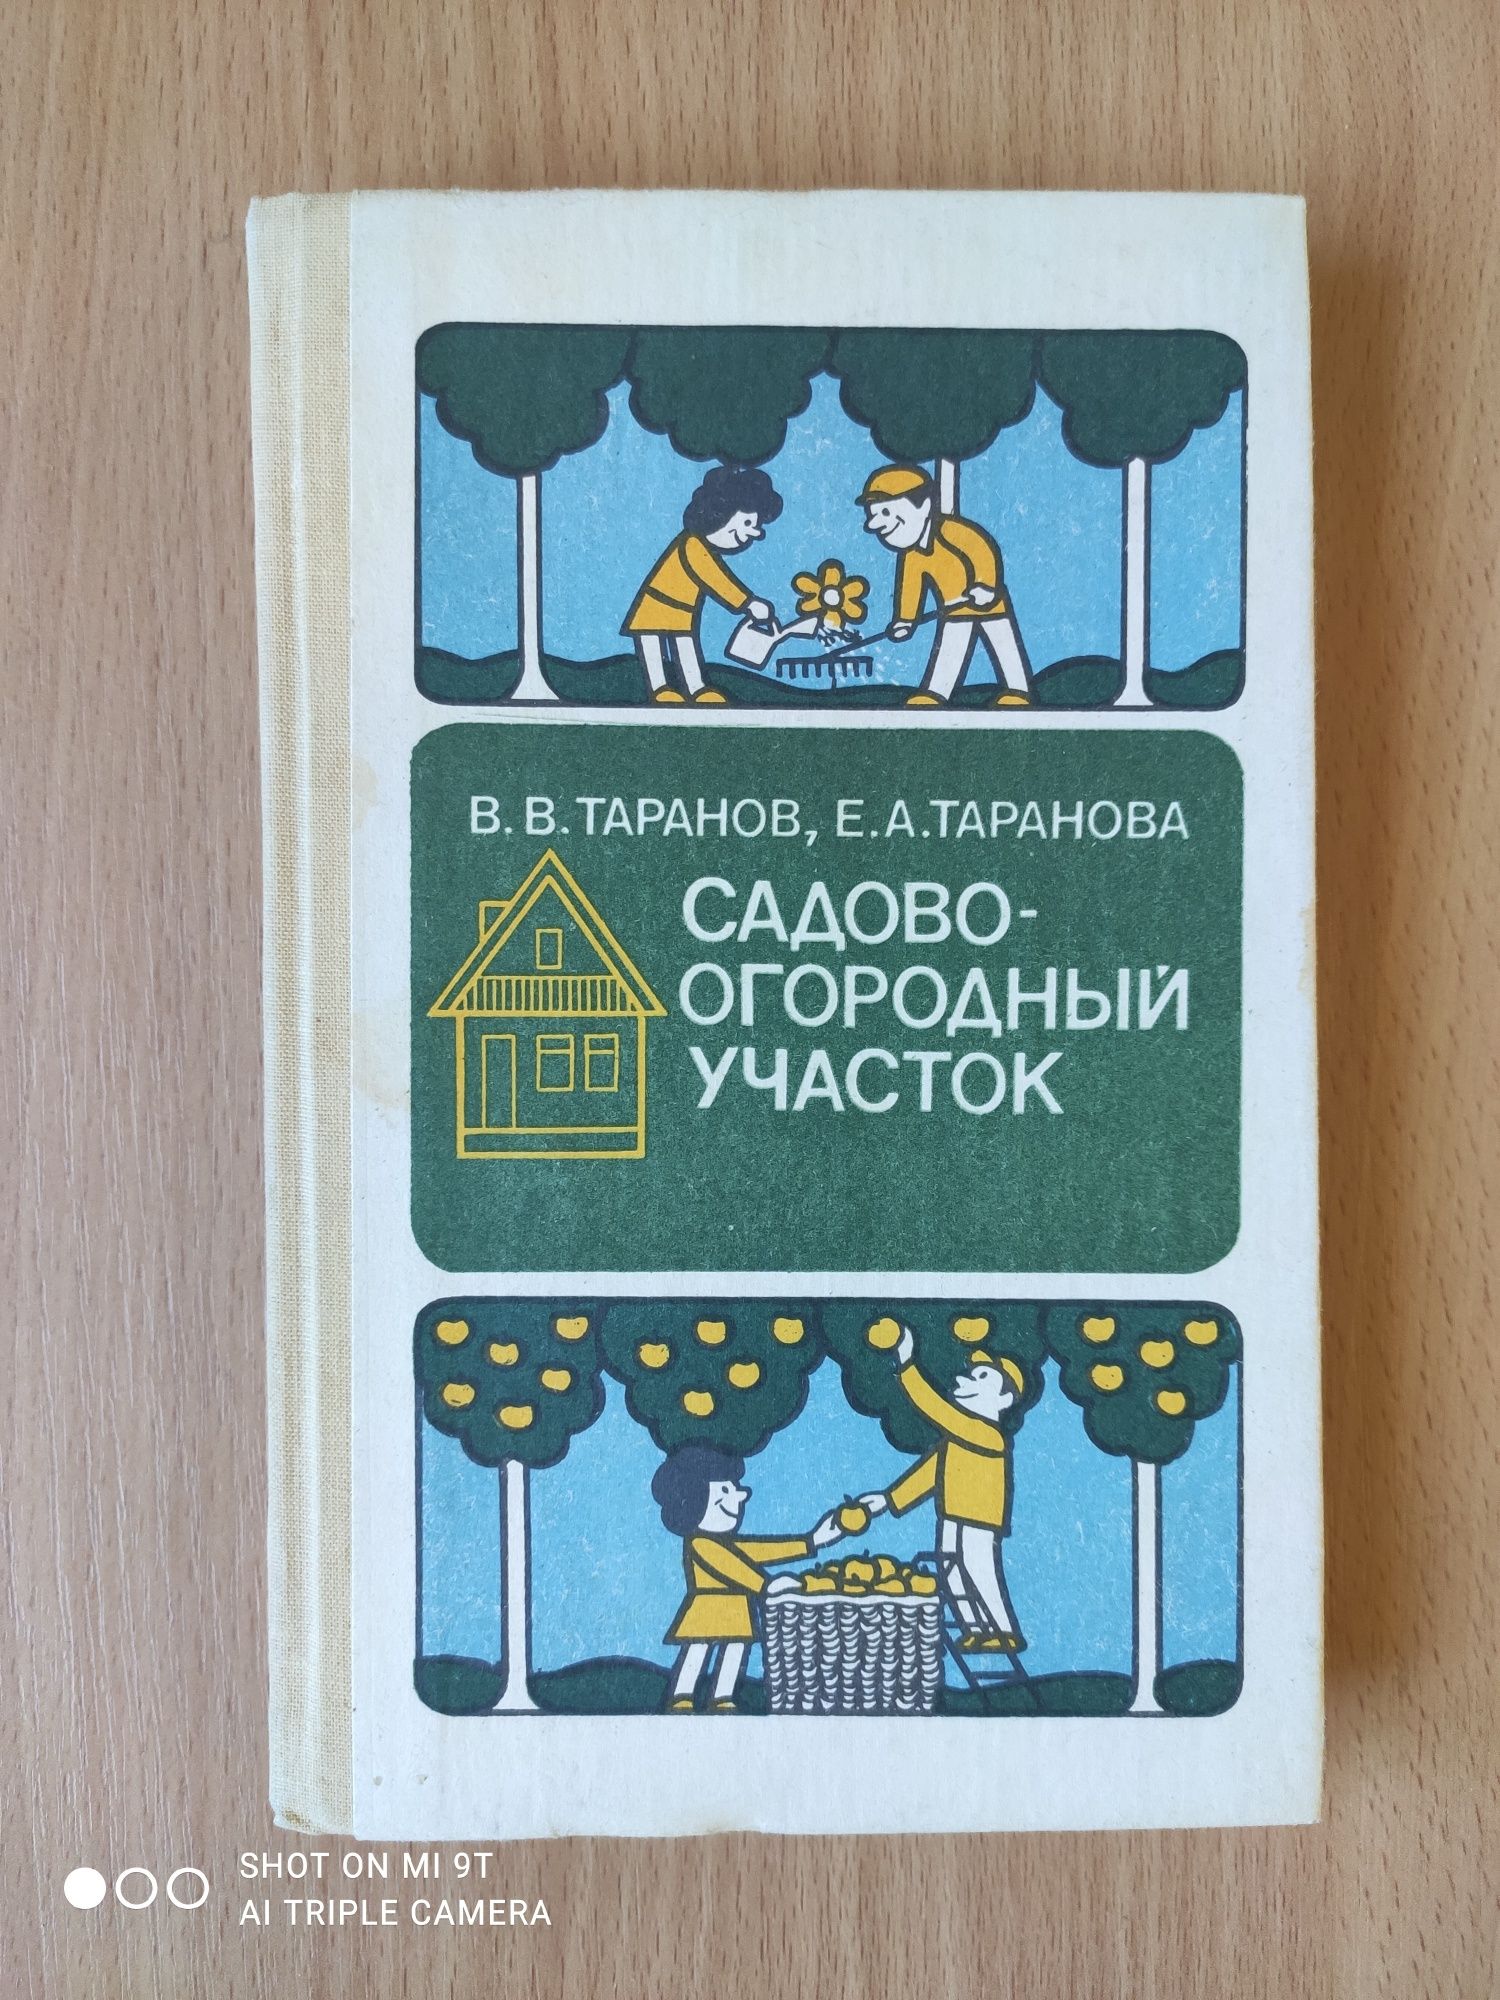 В. В. ТАРАНОВ, Е. А. ТАРАНОВА
САДОВО-
ОГОРОДНЫЙ
УЧАСТОК
SHOT ON MI 9T
AI TRIPLE CAMERA